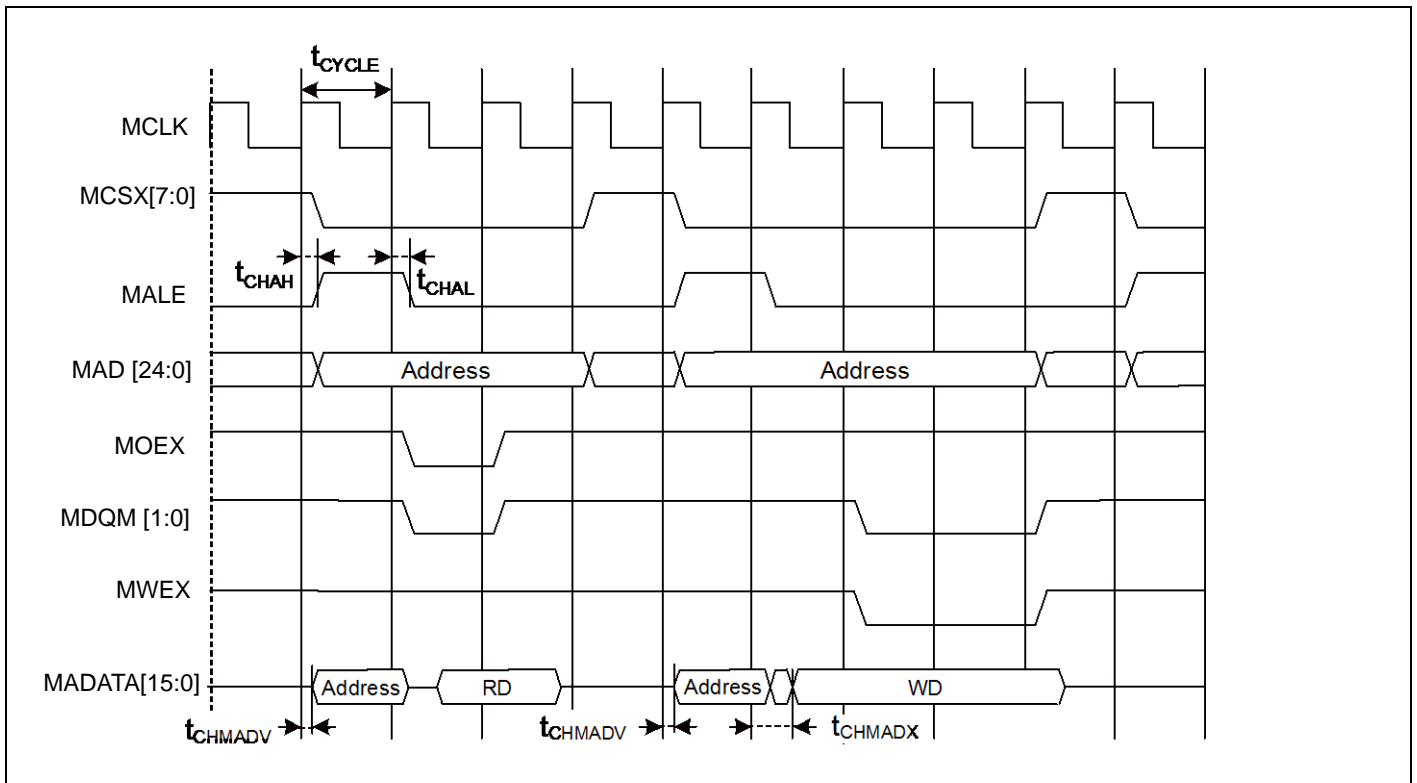 tCYCLE
MCLK
MCSX[7:0]
tCHAH
tCHAL
MALE
MAD [24:0]
Address
Address
MOEX
MDQM [1:0]
MWEX
MADATA[15:0]
Address
RD
Address
WD
tCHMADV
tCHMADV
tCHMADX